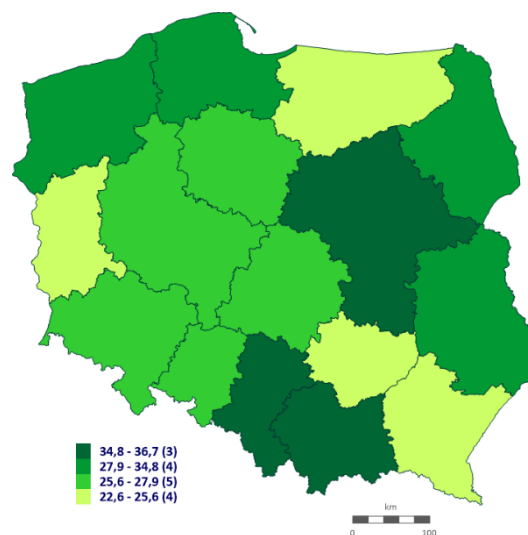 34,8 - 36,7 (3)
27,9 - 34,8 (4)
25,6 - 27,9 (5)
22,6 - 25,6 (4)
km
0 100